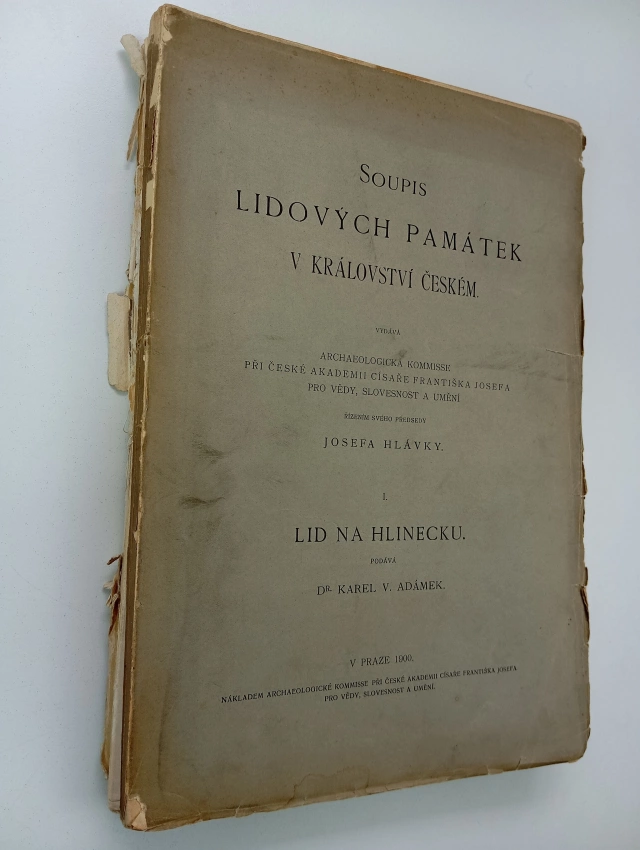 SOUPIS
LIDOVÝCH PAMÁTEK
V KRÁLOVSTVÍ ČESKÉM.
VYDÁVÁ
ARCHAEOLOGICKÁ KOMMISSE
PŘI ČESKÉ AKADEMII CÍSAŘE FRANTIŠKA JOSEFA
PRO VĚDY, SLOVESNOST A UMĚNÍ
ŘÍZENÍM SVÉHO PŘEDSEDY
JOSEFA HLÁVKY.
I.
LID NA HLINECKU.
PODÁVÁ
DR. KAREL V. ADÁMEK.
V PRAZE 1900.
NÁKLADEM ARCHAEOLOGICKÉ KOMMISSE PŘI ČESKÉ AKADEMII CÍSAŘE FRANTIŠKA JOSEFA
PRO VĚDY, SLOVESNOST A UMĚNÍ.